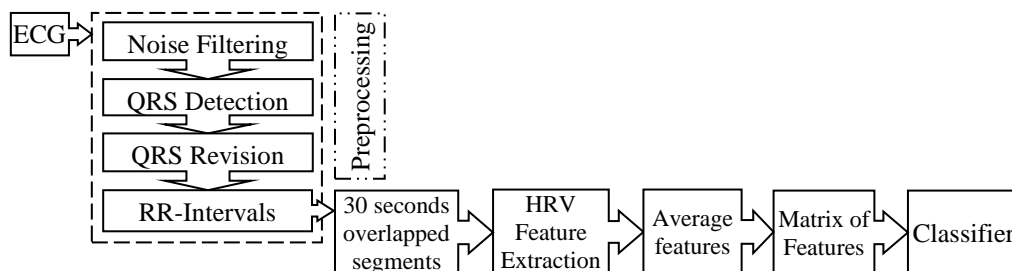 ECG
Noise Filtering
QRS Detection
QRS Revision
RR-Intervals
Preprocessing
30 seconds
overlapped
segments
HRV
Feature
Extraction
Average
features
Matrix of
Features
Classifier